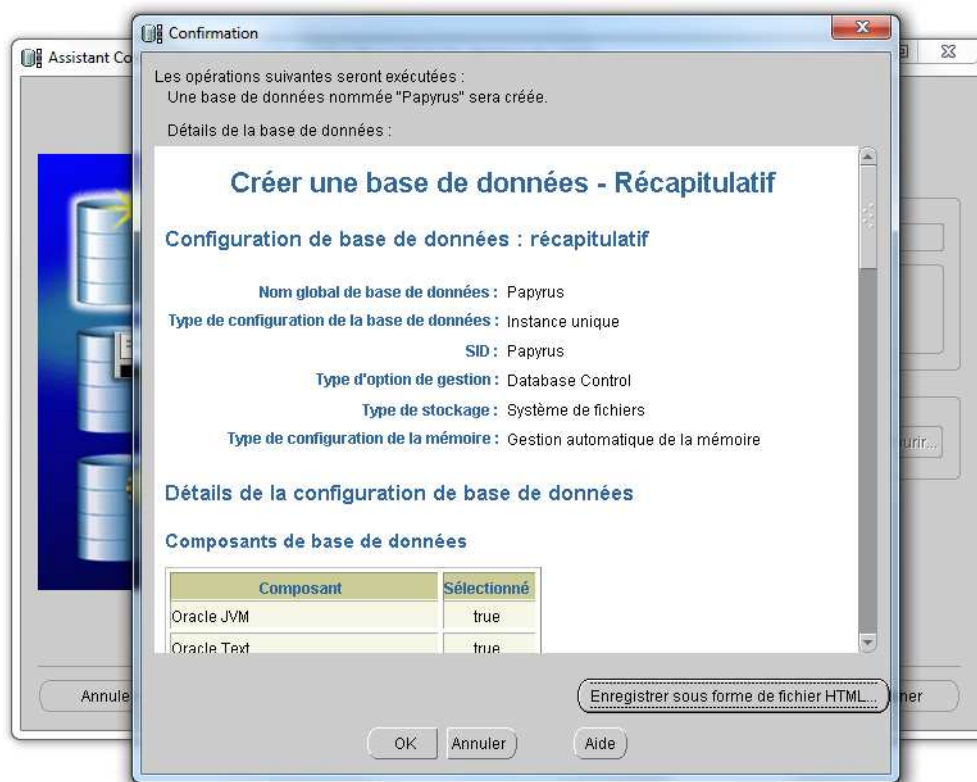 Confirmation
Assistant Co
Les opérations suivantes seront exécutées :
Une base de données nommée "Papyrus" sera créée.
Détails de la base de données :
Créer une base de données - Récapitulatif
Configuration de base de données : récapitulatif
Nom global de base de données : Papyrus
Type de configuration de la base de données : Instance unique
SID : Papyrus
Type d'option de gestion : Database Control
Type de stockage : Système de fichiers
Type de configuration de la mémoire : Gestion automatique de la mémoire
urir...
Détails de la configuration de base de données
Composants de base de données
Composant Sélectionné
Oracle JVM true
Oracle Text true
Annule Enregistrer sous forme de fichier HTML... ner
OK Annuler Aide